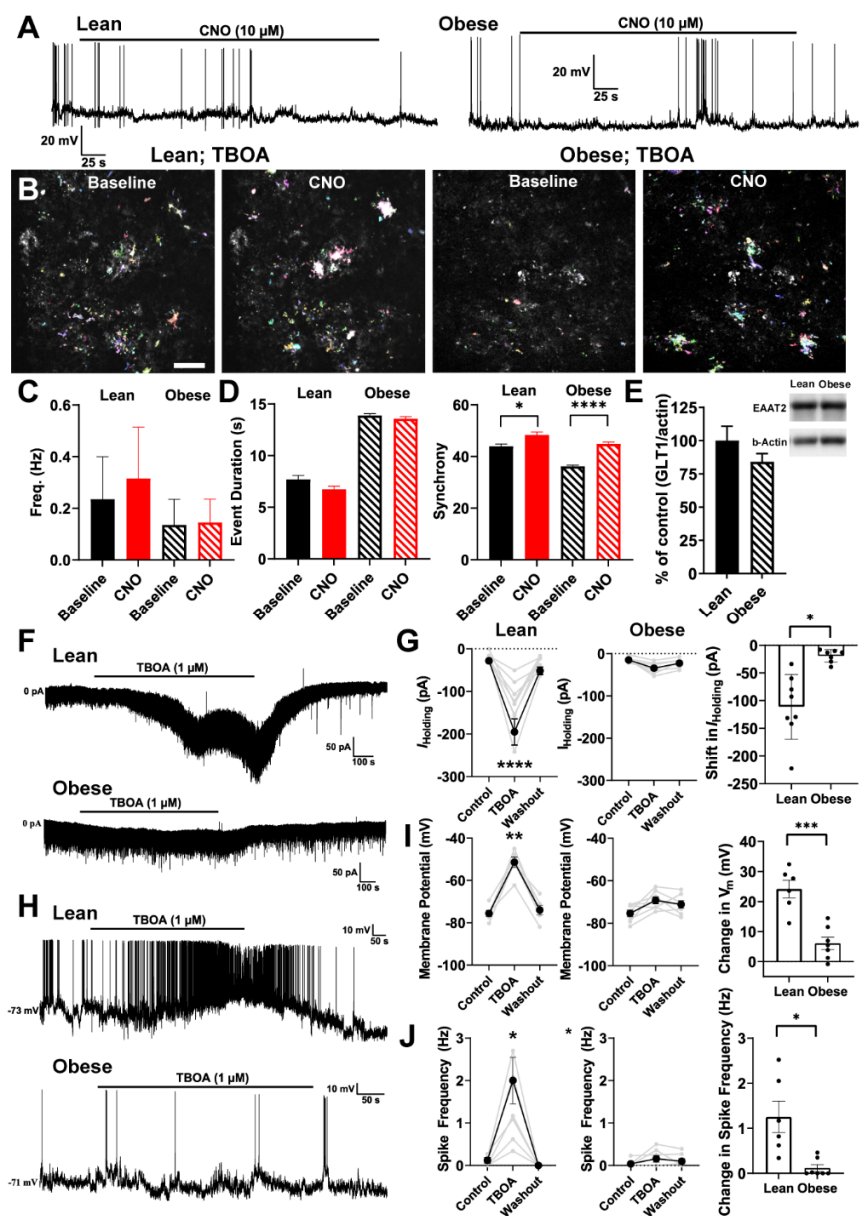 A
Lean
CNO (10 µM)
20 mV
25 s
Obese
CNO (10 µM)
20 mV
25 s
Lean; TBOA
Obese; TBOA
B
Baseline
CNO
Baseline
CNO
C
Lean
Obese
Freq. (Hz)
0.6
0.4
0.2
0.0
Baseline
CNO
Baseline
CNO
D
Lean
Obese
Event Duration (s)
15
10
5
0
Baseline
CNO
Baseline
CNO
Lean
Obese
*
****
Synchrony
60
40
20
0
Baseline
CNO
Baseline
CNO
E
Lean Obese
EAAT2
b-Actin
% of control (GLT1/actin)
125
100
75
50
25
0
Lean
Obese
F
Lean
TBOA (1 µM)
0 pA
50 pA
100 s
Obese
TBOA (1 µM)
0 pA
50 pA
100 s
G
Lean
IHolding (pA)
0
-100
-200
-300
****
Control
TBOA
Washout
Obese
IHolding (pA)
0
-100
-200
-300
Control
TBOA
Washout
*
Shift in IHolding (pA)
0
-50
-100
-150
-200
-250
Lean Obese
H
Lean
TBOA (1 µM)
10 mV
50 s
-73 mV
Obese
TBOA (1 µM)
10 mV
50 s
-71 mV
I
Membrane Potential (mV)
-40
-60
-80
-100
**
Control
TBOA
Washout
Membrane Potential (mV)
-40
-60
-80
-100
Control
TBOA
Washout
***
Change in Vm (mV)
40
30
20
10
0
Lean Obese
J
Spike Frequency (Hz)
3
2
1
0
*
Control
TBOA
Washout
*
Spike Frequency (Hz)
3
2
1
0
Control
TBOA
Washout
*
Change in Spike Frequency (Hz)
3
2
1
0
Lean Obese